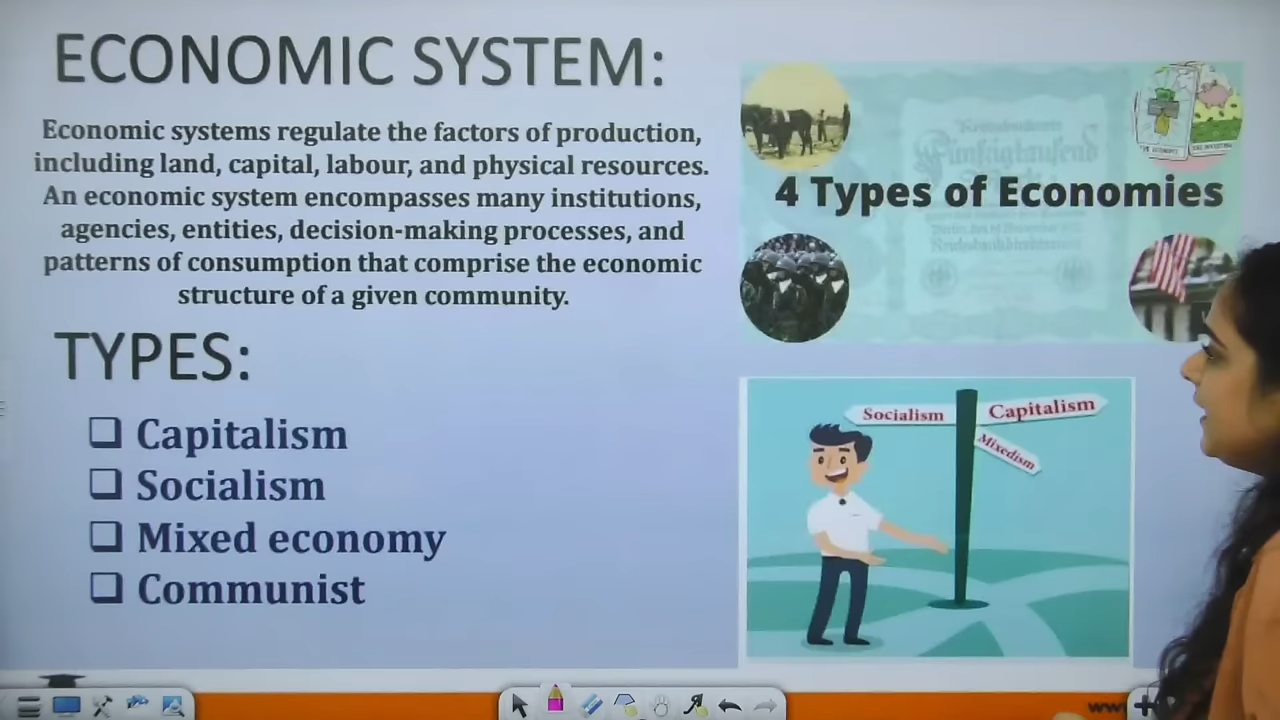 ECONOMIC SYSTEM:
Economic systems regulate the factors of production,
including land, capital, labour, and physical resources.
An economic system encompasses many institutions,
agencies, entities, decision-making processes, and
patterns of consumption that comprise the economic
structure of a given community.
TYPES:
Capitalism
Socialism
Mixed economy
Communist
4 Types of Economies
Socialism
Capitalism
Mixedism